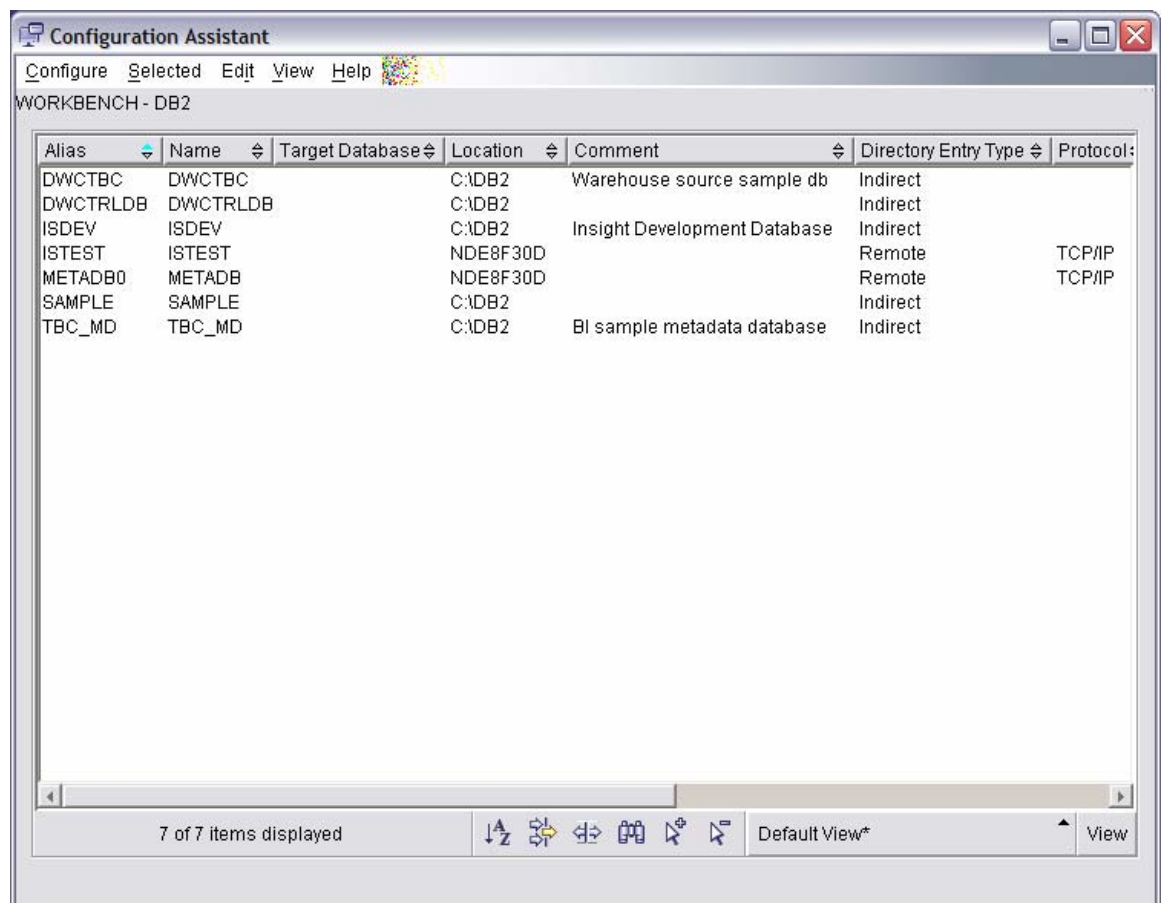 Configuration Assistant
Configure Selected Edit View Help
WORKBENCH - DB2
Alias Name Target Database Location Comment Directory Entry Type Protocol
DWCTBC DWCTBC C:\DB2 Warehouse source sample db Indirect
DWCTRLDB DWCTRLDB C:\DB2 Indirect
ISDEV ISDEV C:\DB2 Insight Development Database Indirect
ISTEST ISTEST NDE8F30D Remote TCP/IP
METADB0 METADB NDE8F30D Remote TCP/IP
SAMPLE SAMPLE C:\DB2 Indirect
TBC_MD TBC_MD C:\DB2 BI sample metadata database Indirect
7 of 7 items displayed Default View* View